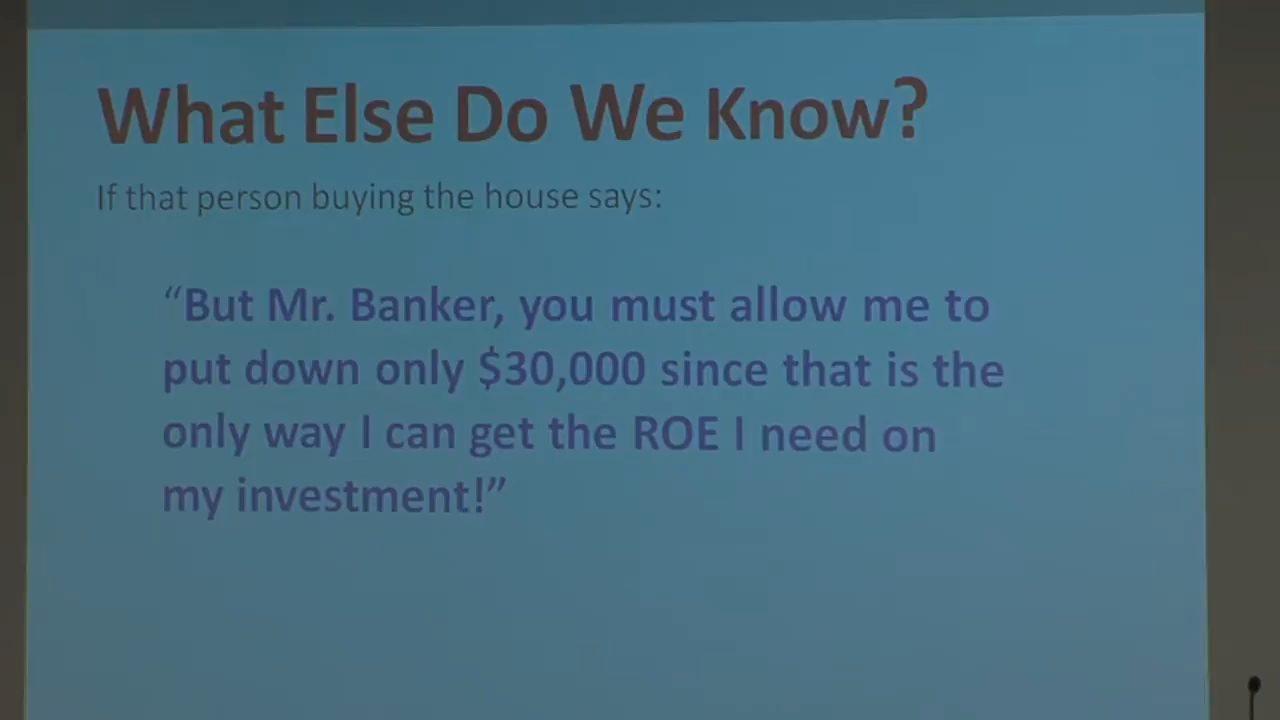 What Else Do We Know?
If that person buying the house says:
“But Mr. Banker, you must allow me to
put down only $30,000 since that is the
only way I can get the ROE I need on
my investment!”